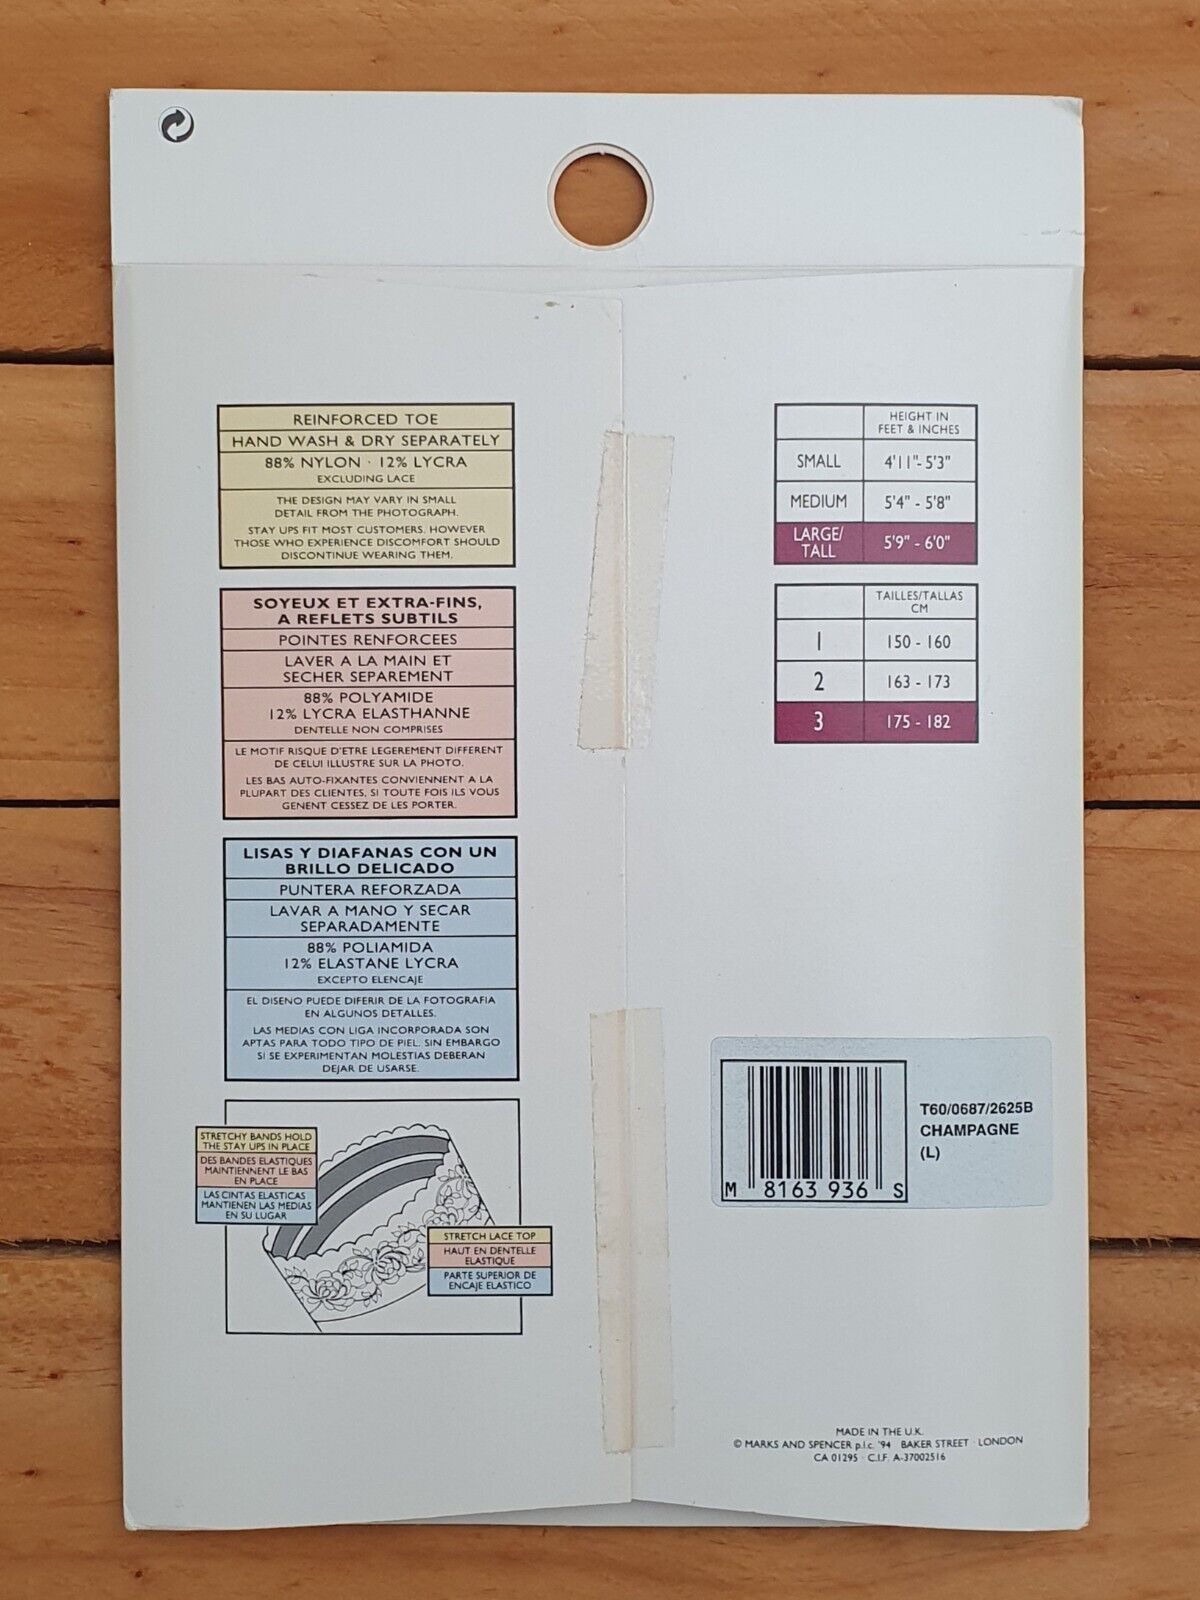 REINFORCED TOE
HAND WASH & DRY SEPARATELY
88% NYLON · 12% LYCRA
EXCLUDING LACE
THE DESIGN MAY VARY IN SMALL
DETAIL FROM THE PHOTOGRAPH.
STAY UPS FIT MOST CUSTOMERS. HOWEVER
THOSE WHO EXPERIENCE DISCOMFORT SHOULD
DISCONTINUE WEARING THEM.
SOYEUX ET EXTRA-FINS,
A REFLETS SUBTILS
POINTES RENFORCEES
LAVER A LA MAIN ET
SECHER SEPAREMENT
88% POLYAMIDE
12% LYCRA ELASTHANNE
DENTELLE NON COMPRISES
LE MOTIF RISQUE D'ETRE LEGEREMENT DIFFERENT
DE CELUI ILLUSTRE SUR LA PHOTO.
LES BAS AUTO-FIXANTES CONVIENNENT A LA
PLUPART DES CLIENTES, SI TOUTE FOIS ILS VOUS
GENENT CESSEZ DE LES PORTER.
LISAS Y DIAFANAS CON UN
BRILLO DELICADO
PUNTERA REFORZADA
LAVAR A MANO Y SECAR
SEPARADAMENTE
88% POLIAMIDA
12% ELASTANE LYCRA
EXCEPTO ELENCAJE
EL DISENO PUEDE DIFERIR DE LA FOTOGRAFIA
EN ALGUNOS DETALLES.
LAS MEDIAS CON LIGA INCORPORADA SON
APTAS PARA TODO TIPO DE PIEL. SIN EMBARGO
SI SE EXPERIMENTAN MOLESTIAS DEBERAN
DEJAR DE USARSE.
STRETCHY BANDS HOLD
THE STAY UPS IN PLACE
DES BANDES ELASTIQUES
MAINTIENNENT LE BAS
EN PLACE
LAS CINTAS ELASTICAS
MANTIENEN LAS MEDIAS
EN SU LUGAR
STRETCH LACE TOP
HAUT EN DENTELLE
ELASTIQUE
PARTE SUPERIOR DE
ENCAJE ELASTICO
HEIGHT IN
FEET & INCHES
SMALL 4'11"- 5'3"
MEDIUM 5'4" - 5'8"
LARGE/
TALL 5'9" - 6'0"
TAILLES/TALLAS
CM
1 150 - 160
2 163 - 173
3 175 - 182
M 8163 936 S
T60/0687/2625B
CHAMPAGNE
(L)
MADE IN THE U.K.
© MARKS AND SPENCER p.l.c. '94 BAKER STREET · LONDON
CA 01295 · C.I.F. A-37002516